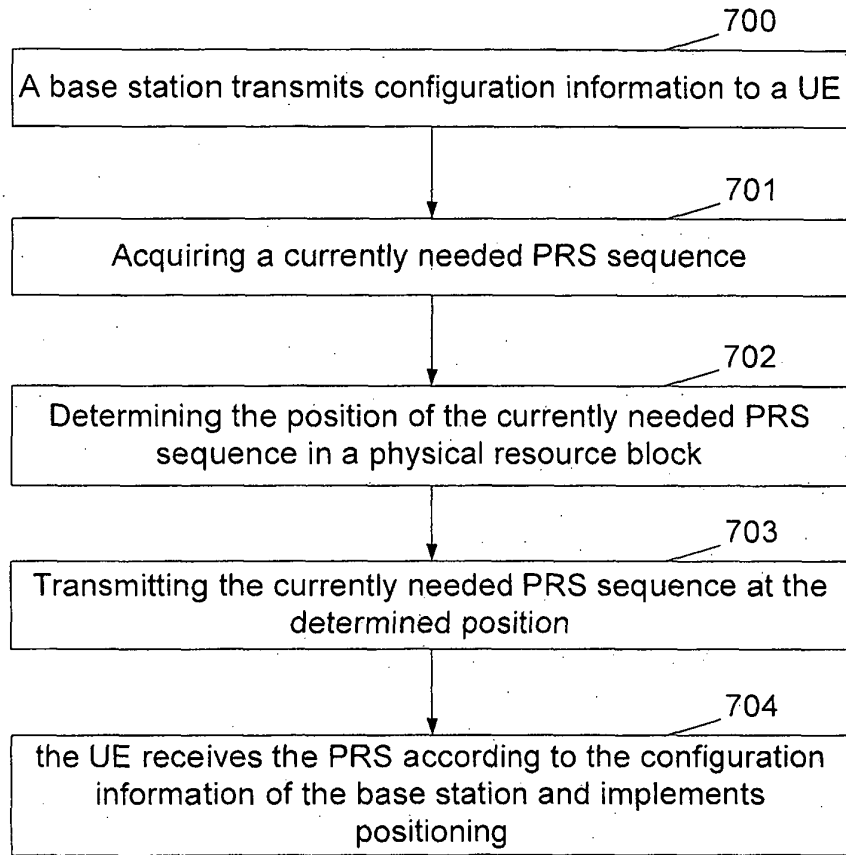 700
A base station transmits configuration information to a UE
701
Acquiring a currently needed PRS sequence
702
Determining the position of the currently needed PRS
sequence in a physical resource block
703
Transmitting the currently needed PRS sequence at the
determined position
704
the UE receives the PRS according to the configuration
information of the base station and implements
positioning